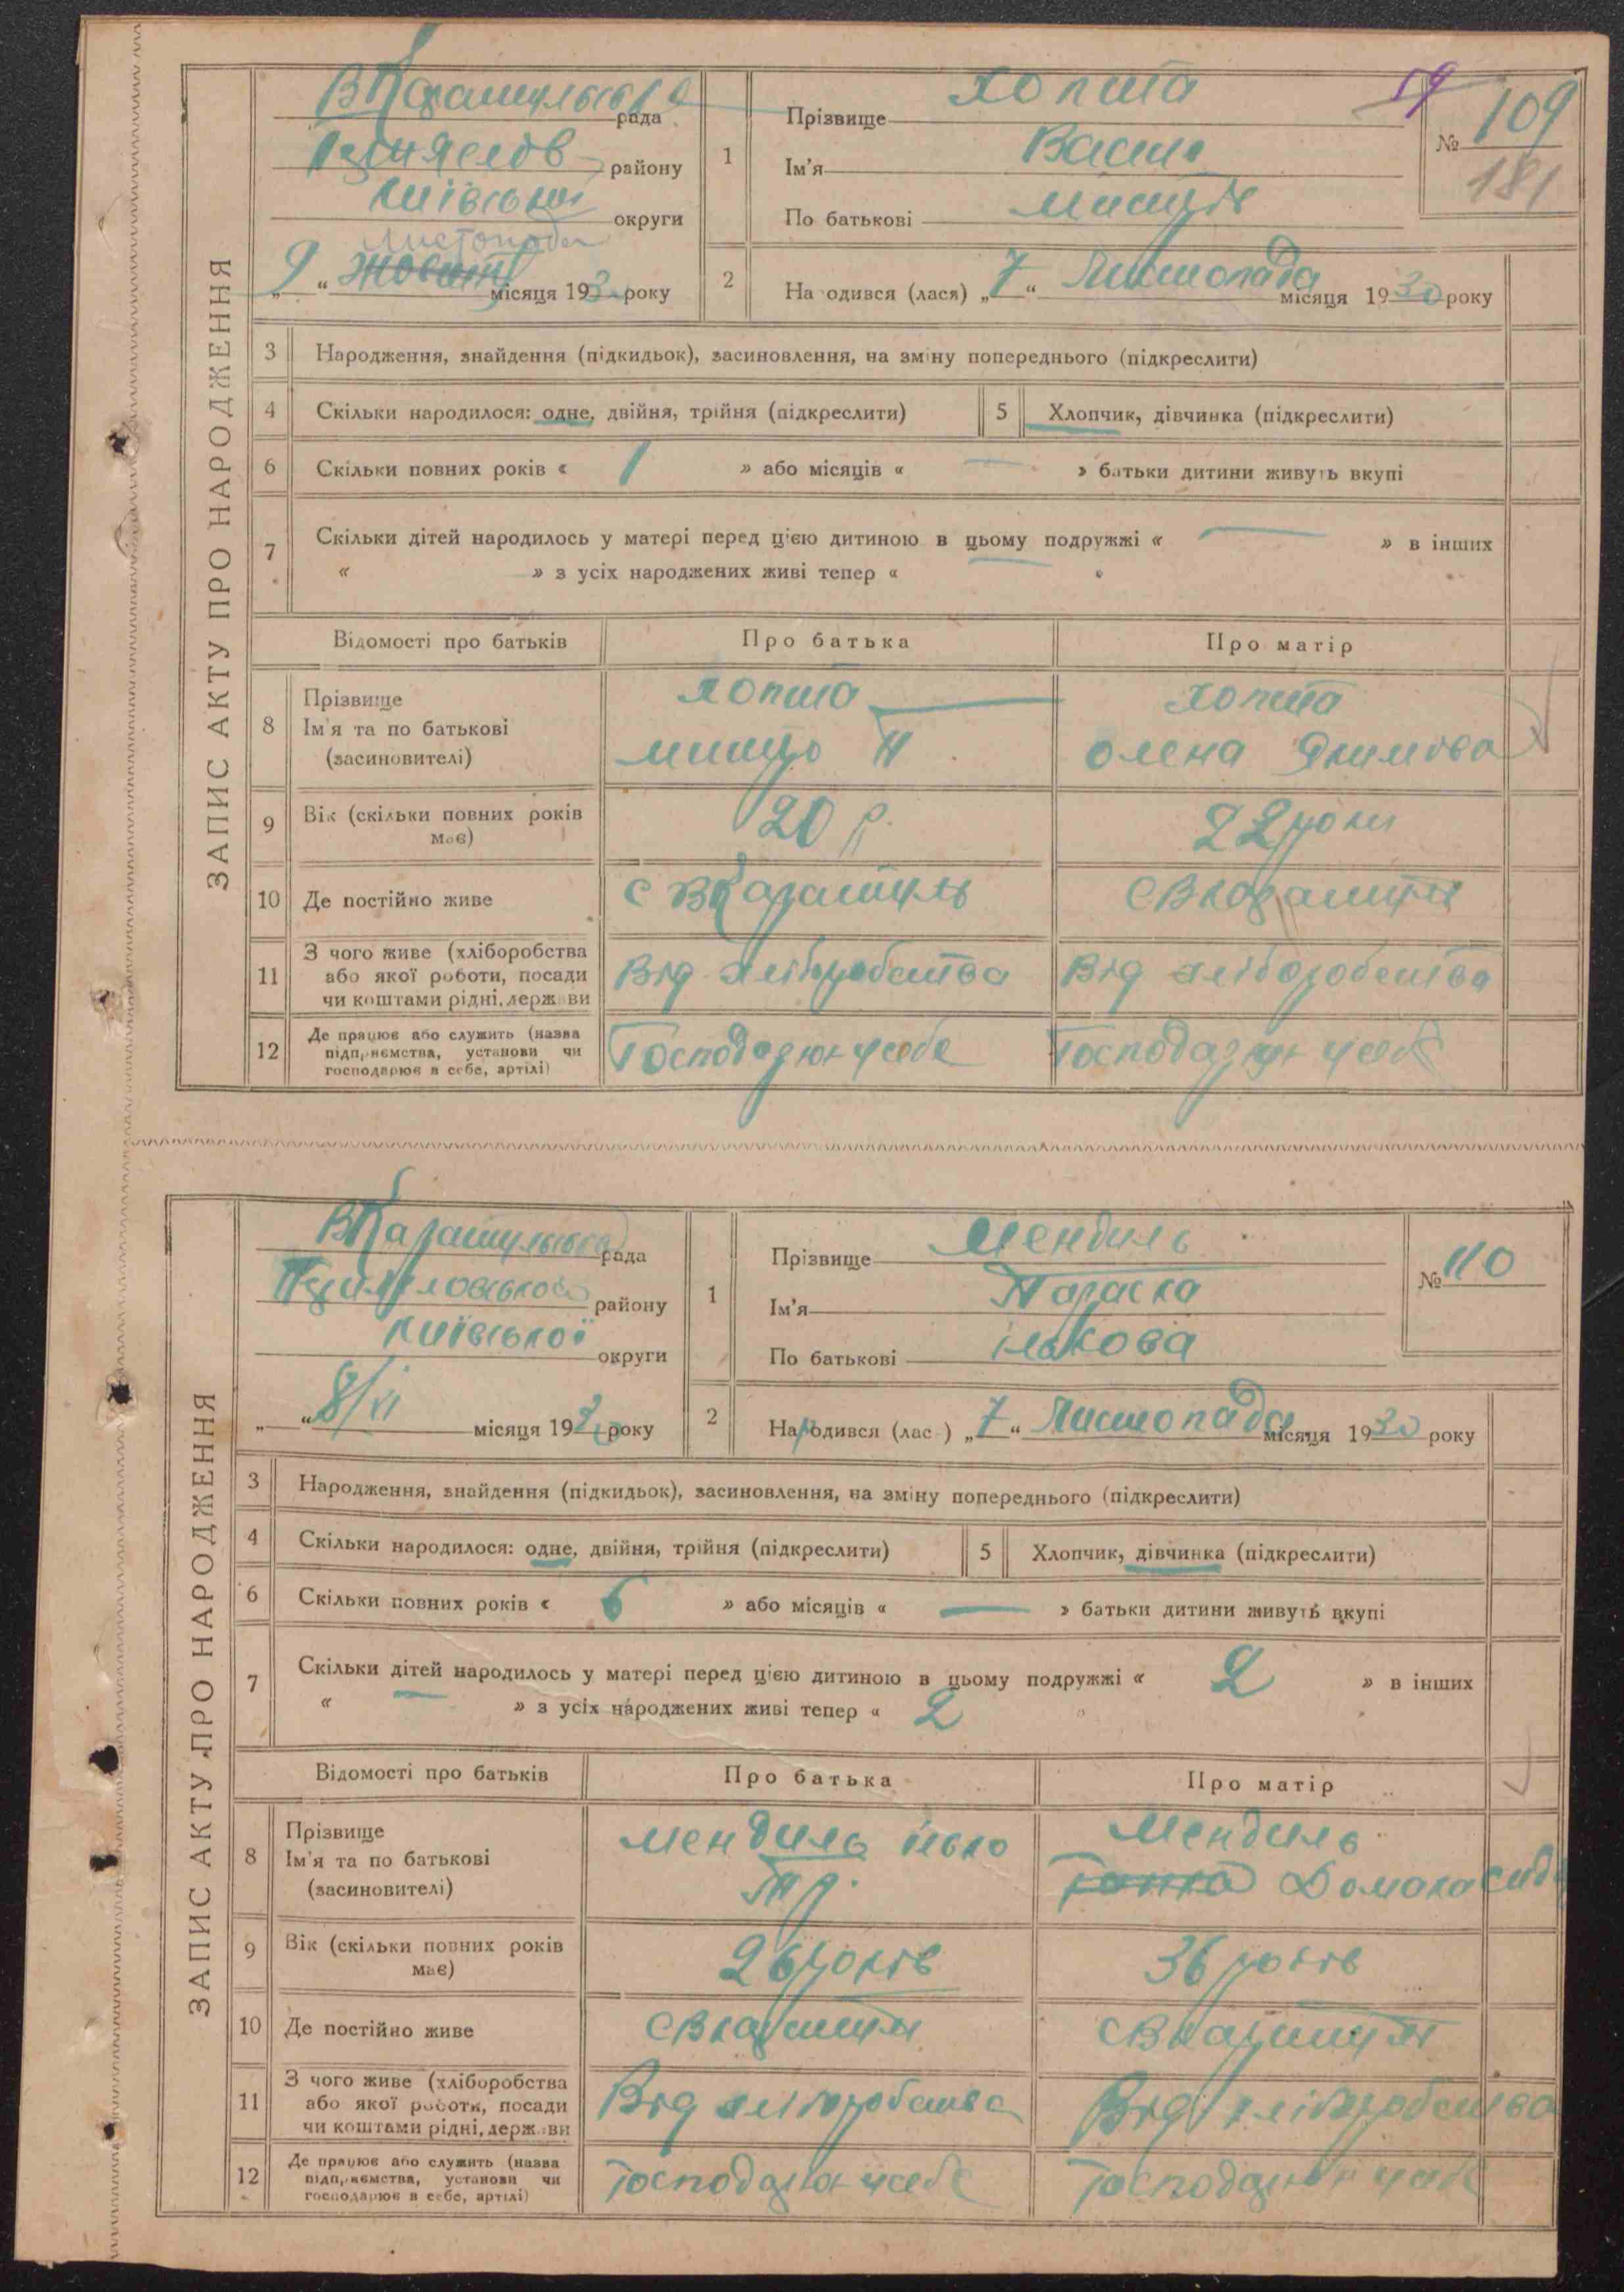 ЗАПИС АКТУ ПРО НАРОДЖЕННЯ
рада
району
Київської округи
Листопада
„9“ Жовтня місяця 1930 року
1 Прізвище Хопта
Ім'я Василь
По батькові
59
№ 109
181
2 На одився (лася) „7“ Листопада місяця 1930 року
3 Народження, знайдення (підкидьок), засиновлення, на зміну попереднього (підкреслити)
4 Скільки народилося: одне, двійня, трійня (підкреслити) 5 Хлопчик, дівчинка (підкреслити)
6 Скільки повних років « 1 » або місяців « — » батьки дитини живуть вкупі
7 Скільки дітей народилось у матері перед цією дитиною в цьому подружжі « — » в інших
« » з усіх народжених живі тепер «
Відомості про батьків Про батька Про матір
8 Прізвище Хопта Хопта
Ім'я та по батькові Олена Якимова
(засиновителі)
9 Вік (скільки повних років має) 20 р. 22 роки
10 Де постійно живе
11 З чого живе (хліборобства або якої роботи, посади чи коштами рідні, держави Від хліборобства Від хліборобства
12 Де працює або служить (назва підприємства, установи чи господарює в себе, артілі) Господарює у себе Господарює у себе
ЗАПИС АКТУ ПРО НАРОДЖЕННЯ
рада
району
Київської округи
„ “ 8/XI місяця 1930 року
1 Прізвище Мендиль
Ім'я Параска
По батькові Ількова
№ 110
2 Народився (лас ) „7“ Листопада місяця 1930 року
3 Народження, знайдення (підкидьок), засиновлення, на зміну попереднього (підкреслити)
4 Скільки народилося: одне, двійня, трійня (підкреслити) 5 Хлопчик, дівчинка (підкреслити)
6 Скільки повних років « 6 » або місяців « — » батьки дитини живуть вкупі
7 Скільки дітей народилось у матері перед цією дитиною в цьому подружжі « 2 » в інших
« — » з усіх народжених живі тепер « 2
Відомості про батьків Про батька Про матір
8 Прізвище Мендиль Ілько Мендиль
Ім'я та по батькові Домаха
(засиновителі)
9 Вік (скільки повних років має) 26 років 36 років
10 Де постійно живе
11 З чого живе (хліборобства або якої роботи, посади чи коштами рідні, держави Від хліборобства Від хліборобства
12 Де працює або служить (назва підприємства, установи чи господарює в себе, артілі) Господарює у себе Господарює у себе